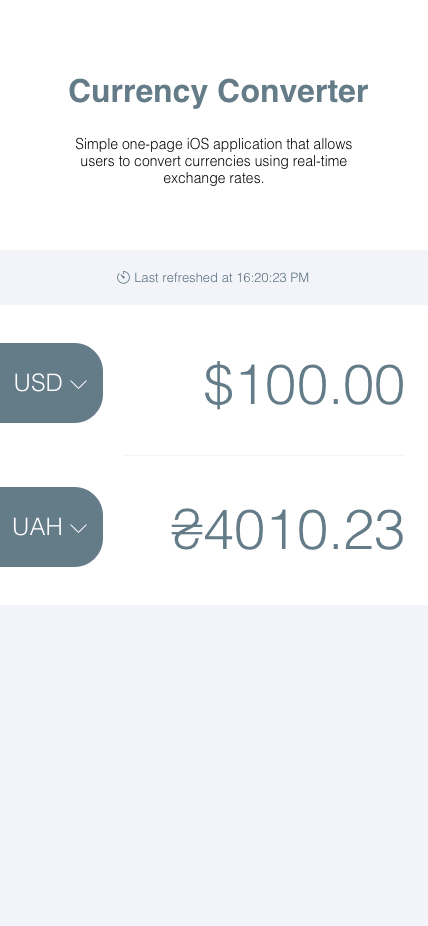 Currency Converter
Simple one-page iOS application that allows
users to convert currencies using real-time
exchange rates.
Last refreshed at 16:20:23 PM
USD
$100.00
UAH
₴4010.23